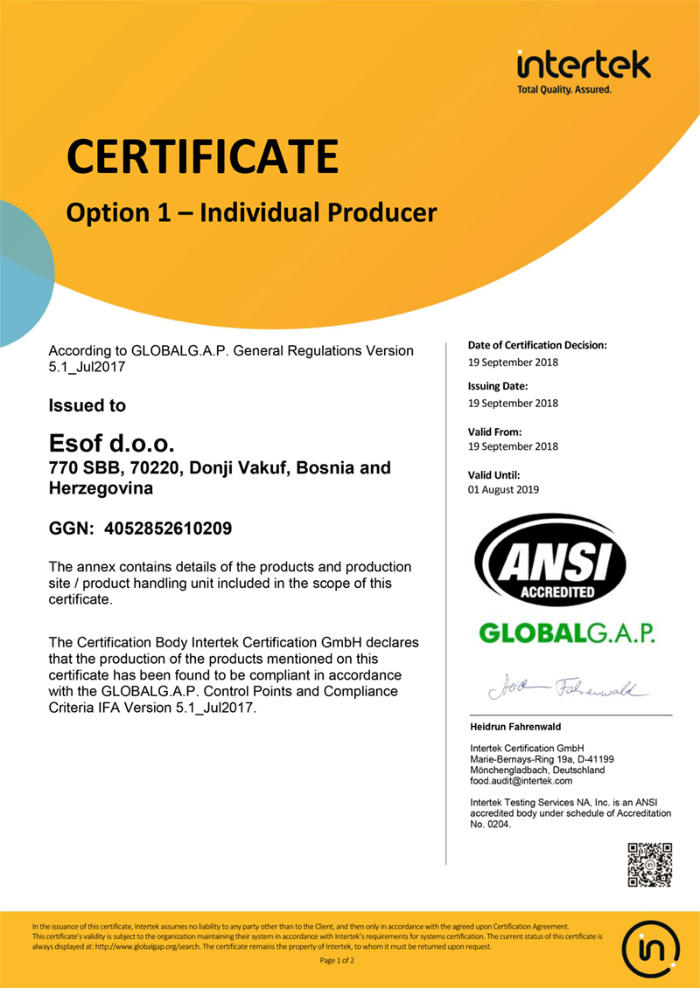 intertek
Total Quality. Assured.
CERTIFICATE
Option 1 – Individual Producer
According to GLOBALG.A.P. General Regulations Version
5.1_Jul2017
Issued to
Esof d.o.o.
770 SBB, 70220, Donji Vakuf, Bosnia and
Herzegovina
GGN:  4052852610209
The annex contains details of the products and production
site / product handling unit included in the scope of this
certificate.
The Certification Body Intertek Certification GmbH declares
that the production of the products mentioned on this
certificate has been found to be compliant in accordance
with the GLOBALG.A.P. Control Points and Compliance
Criteria IFA Version 5.1_Jul2017.
Date of Certification Decision:
19 September 2018
Issuing Date:
19 September 2018
Valid From:
19 September 2018
Valid Until:
01 August 2019
ANSI
ACCREDITED
GLOBALG.A.P.
Heidrun Fahrenwald
Heidrun Fahrenwald
Intertek Certification GmbH
Marie-Bernays-Ring 19a, D-41199
Mönchengladbach, Deutschland
food.audit@intertek.com
Intertek Testing Services NA, Inc. is an ANSI
accredited body under schedule of Accreditation
No. 0204.
In the issuance of this certificate, Intertek assumes no liability to any party other than to the Client, and then only in accordance with the agreed upon Certification Agreement.
This certificate's validity is subject to the organization maintaining their system in accordance with Intertek's requirements for systems certification. The current status of this certificate is
always displayed at: http://www.globalgap.org/search. The certificate remains the property of Intertek, to whom it must be returned upon request.
Page 1 of 2
in